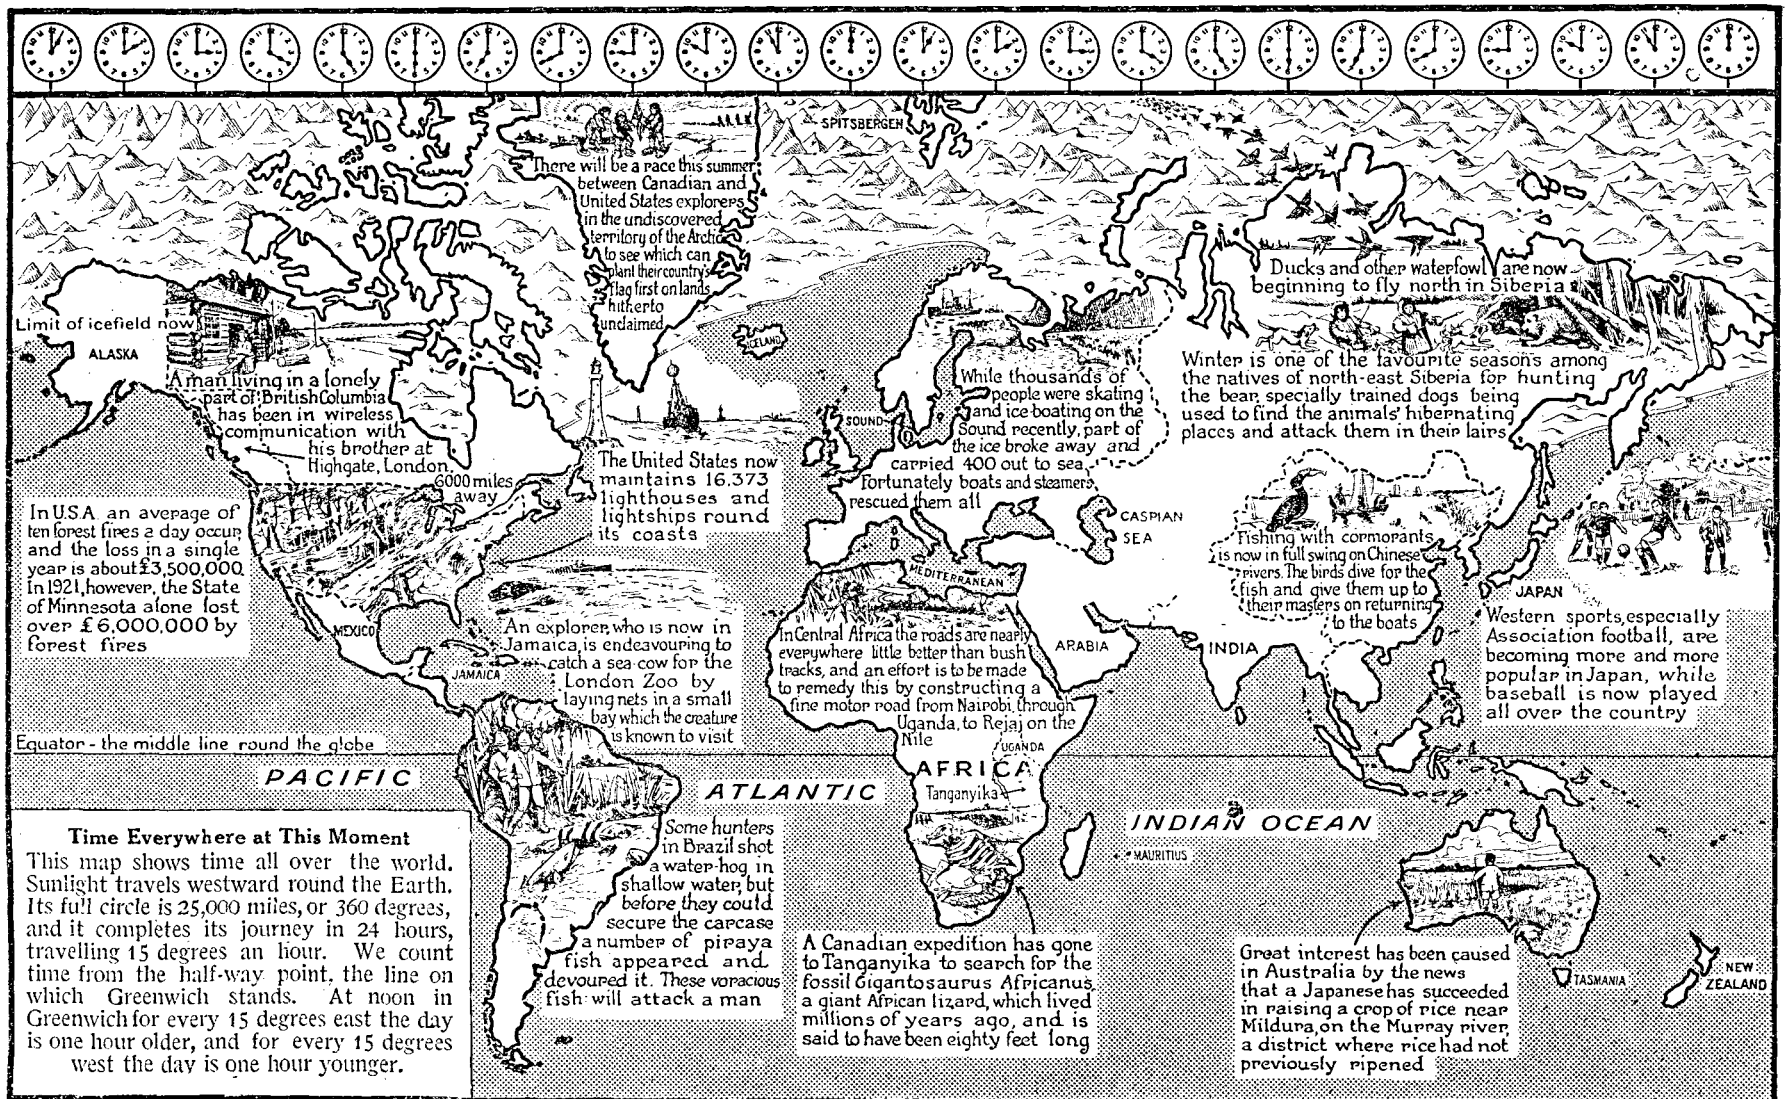 SPITSBERGEN
There will be a race this summer
between Canadian and
United States explorers
in the undiscovered
territory of the Arctic
to see which can
plant their country's
flag first on lands
hitherto
unclaimed
Ducks and other waterfowl are now
beginning to fly north in Siberia
Limit of icefield now
ALASKA
ICELAND
A man living in a lonely
part of British Columbia
has been in wireless
communication with
his brother at
Highgate, London,
6000 miles
away
While thousands of
people were skating
and ice-boating on the
Sound recently, part of
the ice broke away and
carried 400 out to sea.
Fortunately boats and steamers
rescued them all
SOUND
Winter is one of the favourite seasons among
the natives of north-east Siberia for hunting
the bear, specially trained dogs being
used to find the animals' hibernating
places and attack them in their lairs
The United States now
maintains 16,373
lighthouses and
lightships round
its coasts
In U.S.A. an average of
ten forest fires a day occur,
and the loss in a single
year is about £3,500,000.
In 1921, however, the State
of Minnesota alone lost
over £6,000,000 by
forest fires
CASPIAN
SEA
Fishing with cormorants
is now in full swing on Chinese
rivers. The birds dive for the
fish and give them up to
their masters on returning
to the boats
MEDITERRANEAN
JAPAN
Western sports, especially
Association football, are
becoming more and more
popular in Japan, while
baseball is now played
all over the country
MEXICO
JAMAICA
An explorer, who is now in
Jamaica, is endeavouring to
catch a sea-cow for the
London Zoo by
laying nets in a small
bay which the creature
is known to visit
In Central Africa the roads are nearly
everywhere little better than bush
tracks, and an effort is to be made
to remedy this by constructing a
fine motor road from Nairobi, through
Uganda, to Rejaj on the
Nile
ARABIA
INDIA
Equator - the middle line round the globe
UGANDA
PACIFIC
ATLANTIC
AFRICA
Tanganyika
INDIAN OCEAN
MAURITIUS
Some hunters
in Brazil shot
a water-hog in
shallow water, but
before they could
secure the carcase
a number of piraya
fish appeared and
devoured it. These voracious
fish will attack a man
A Canadian expedition has gone
to Tanganyika to search for the
fossil Gigantosaurus Africanus,
a giant African lizard, which lived
millions of years ago, and is
said to have been eighty feet long
Great interest has been caused
in Australia by the news
that a Japanese has succeeded
in raising a crop of rice near
Mildura, on the Murray river,
a district where rice had not
previously ripened
TASMANIA
NEW
ZEALAND
Time Everywhere at This Moment
This map shows time all over the world.
Sunlight travels westward round the Earth.
Its full circle is 25,000 miles, or 360 degrees,
and it completes its journey in 24 hours,
travelling 15 degrees an hour. We count
time from the half-way point, the line on
which Greenwich stands. At noon in
Greenwich for every 15 degrees east the day
is one hour older, and for every 15 degrees
west the day is one hour younger.